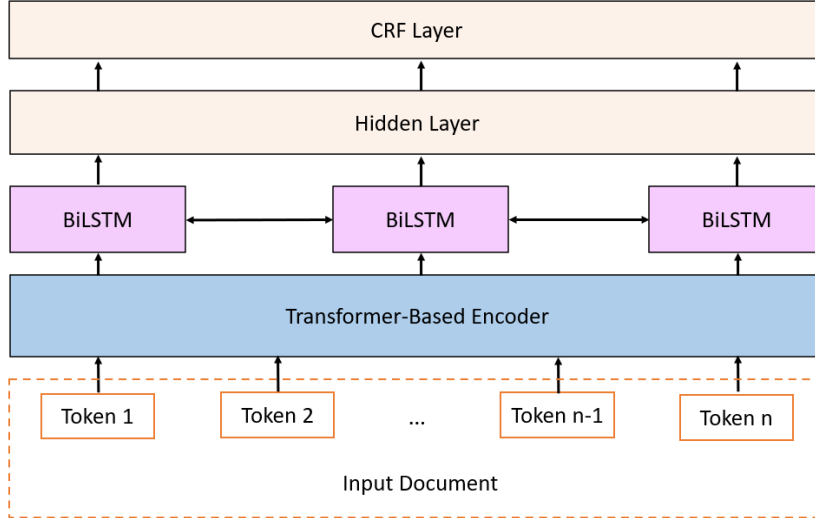 CRF Layer
Hidden Layer
BiLSTM BiLSTM BiLSTM
Transformer-Based Encoder
Token 1 Token 2 ... Token n-1 Token n
Input Document